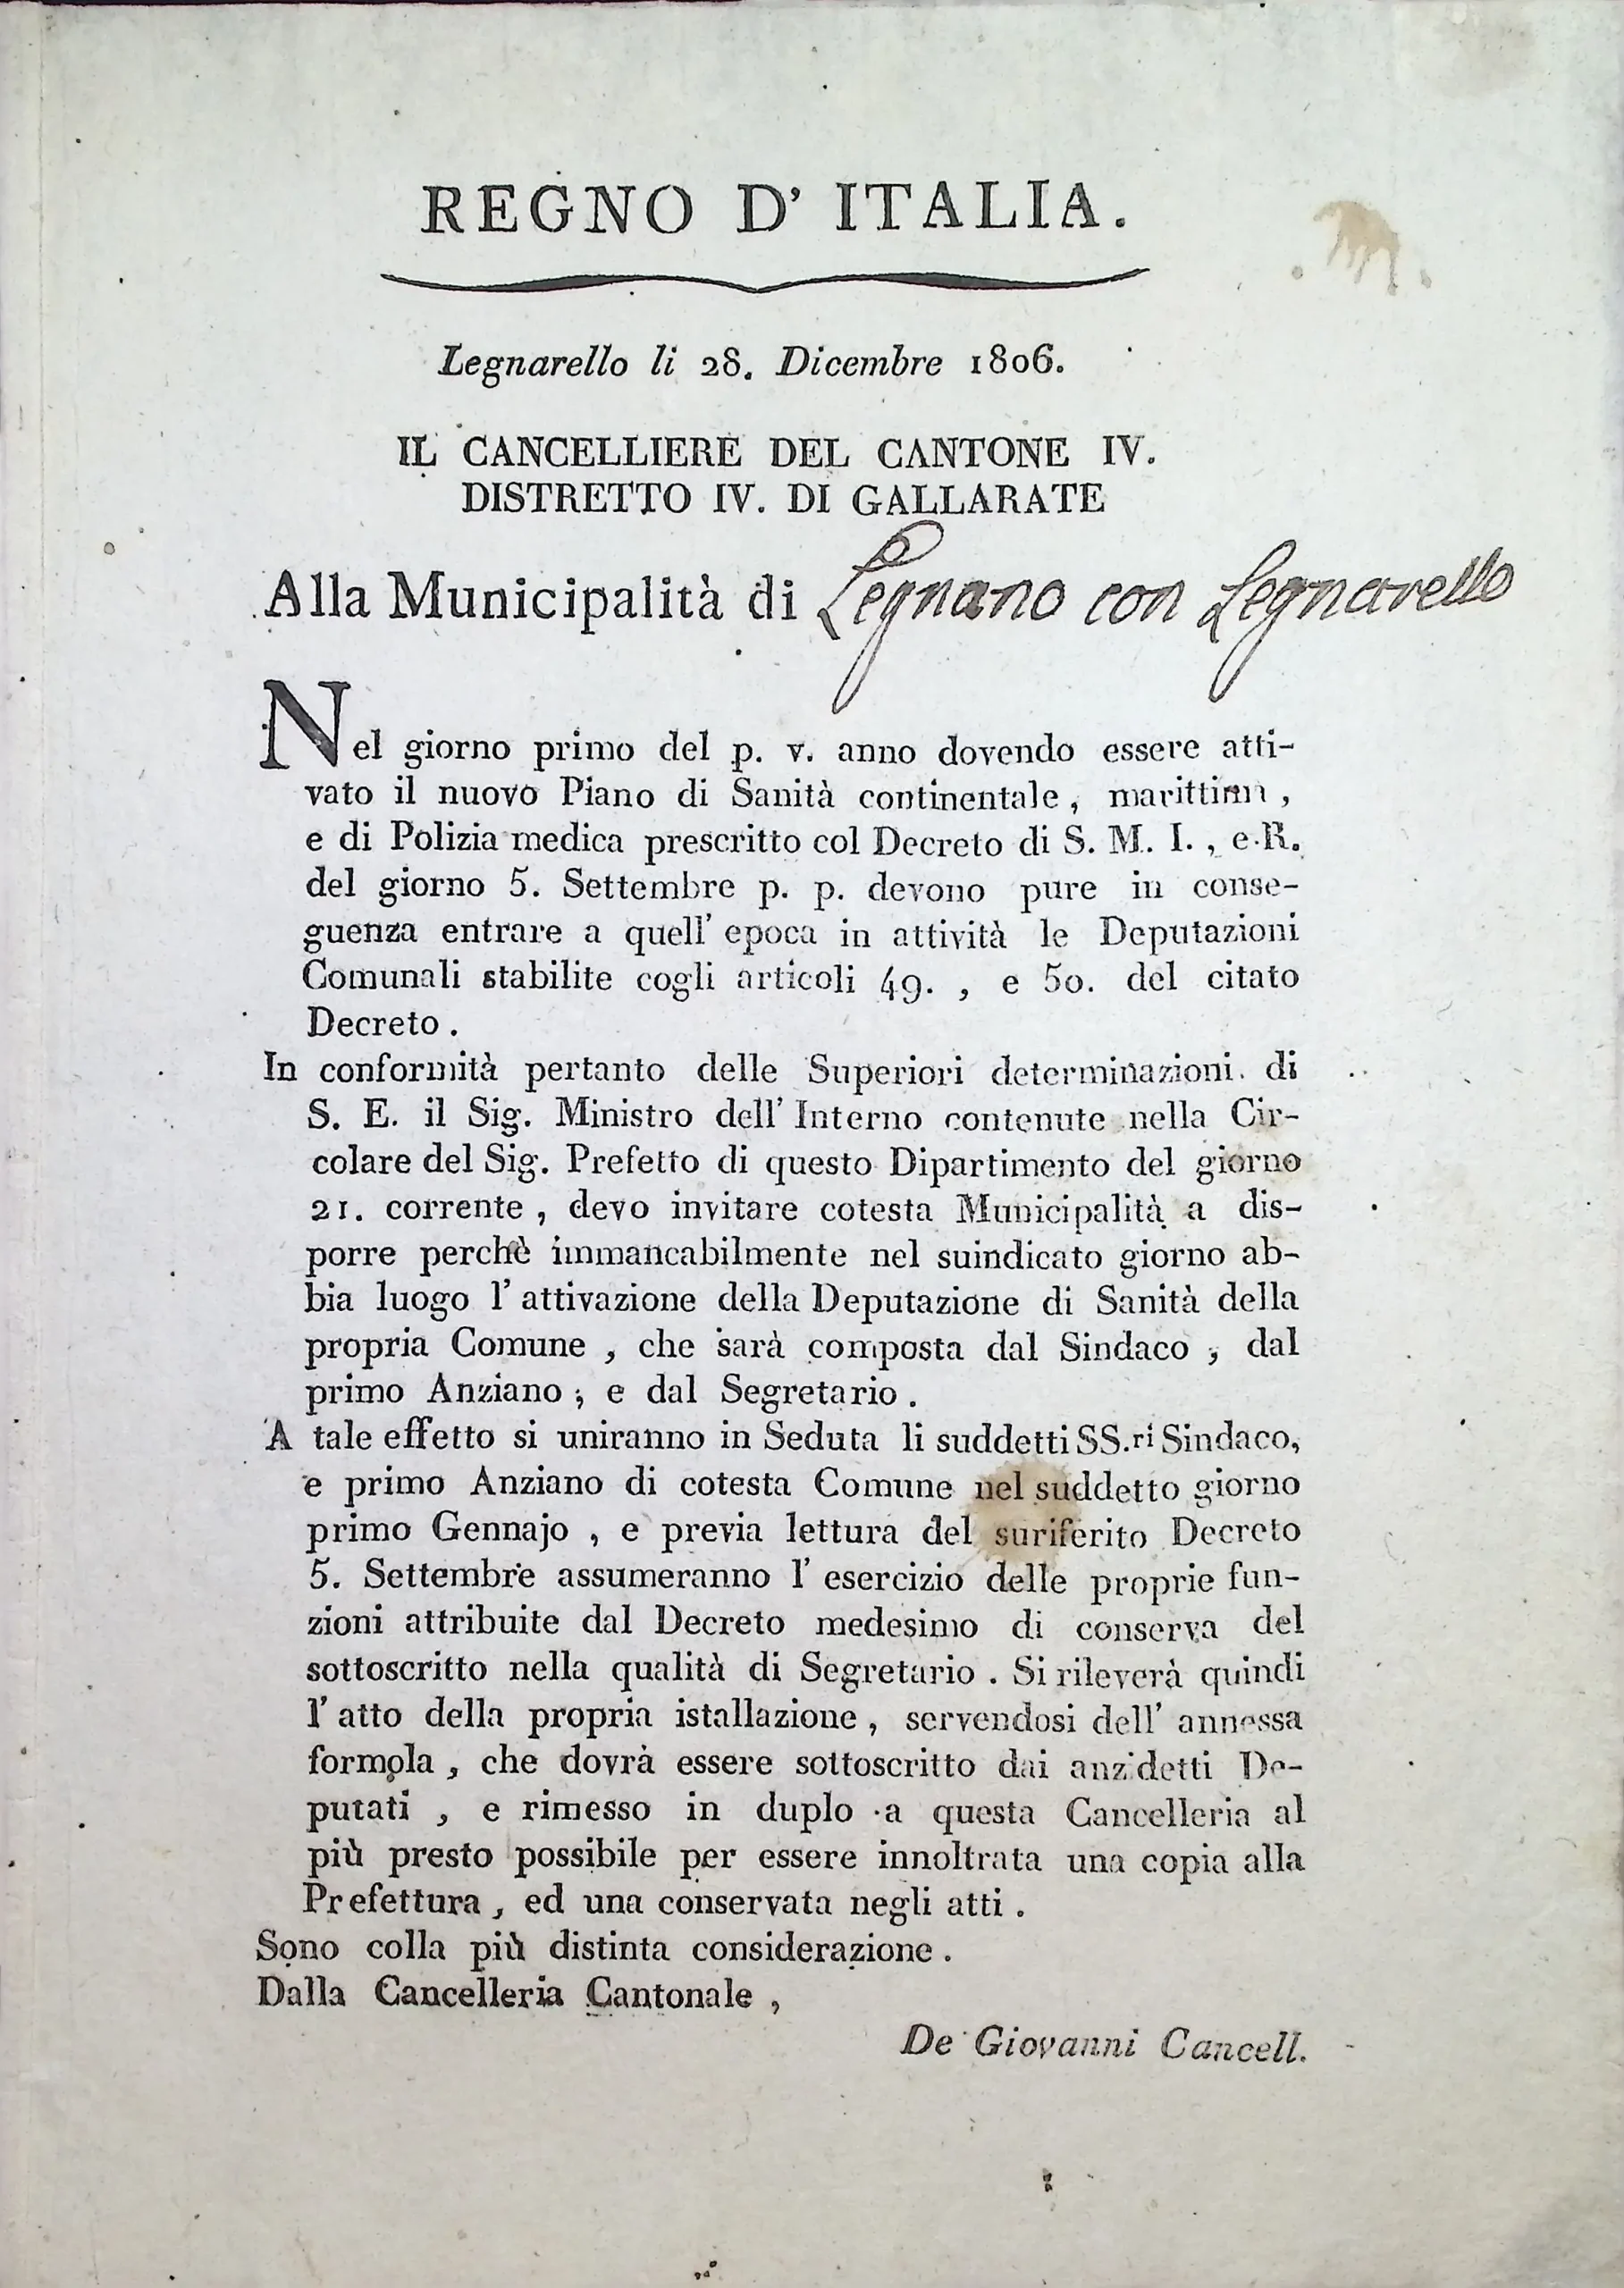 REGNO D' ITALIA.
Legnarello li 28. Dicembre 1806.
IL CANCELLIERE DEL CANTONE IV.
DISTRETTO IV. DI GALLARATE
Alla Municipalità di Legnano con Legnarello
Nel giorno primo del p. v. anno dovendo essere atti-
vato il nuovo Piano di Sanità continentale, marittima,
e di Polizia medica prescritto col Decreto di S. M. I., e R.
del giorno 5. Settembre p. p. devono pure in conse-
guenza entrare a quell' epoca in attività le Deputazioni
Comunali stabilite cogli articoli 49., e 50. del citato
Decreto.
In conformità pertanto delle Superiori determinazioni di
S. E. il Sig. Ministro dell' Interno contenute nella Cir-
colare del Sig. Prefetto di questo Dipartimento del giorno
21. corrente, devo invitare cotesta Municipalità a dis-
porre perchè immancabilmente nel suindicato giorno ab-
bia luogo l' attivazione della Deputazione di Sanità della
propria Comune, che sarà composta dal Sindaco, dal
primo Anziano, e dal Segretario.
A tale effetto si uniranno in Seduta li suddetti SS.ri Sindaco,
e primo Anziano di cotesta Comune nel suddetto giorno
primo Gennajo, e previa lettura del suriferito Decreto
5. Settembre assumeranno l' esercizio delle proprie fun-
zioni attribuite dal Decreto medesimo di conserva del
sottoscritto nella qualità di Segretario. Si rileverà quindi
l' atto della propria istallazione, servendosi dell' annessa
formola, che dovrà essere sottoscritto dai anzidetti De-
putati, e rimesso in duplo a questa Cancelleria al
più presto possibile per essere innoltrata una copia alla
Prefettura, ed una conservata negli atti.
Sono colla più distinta considerazione.
Dalla Cancelleria Cantonale,
De Giovanni Cancell.